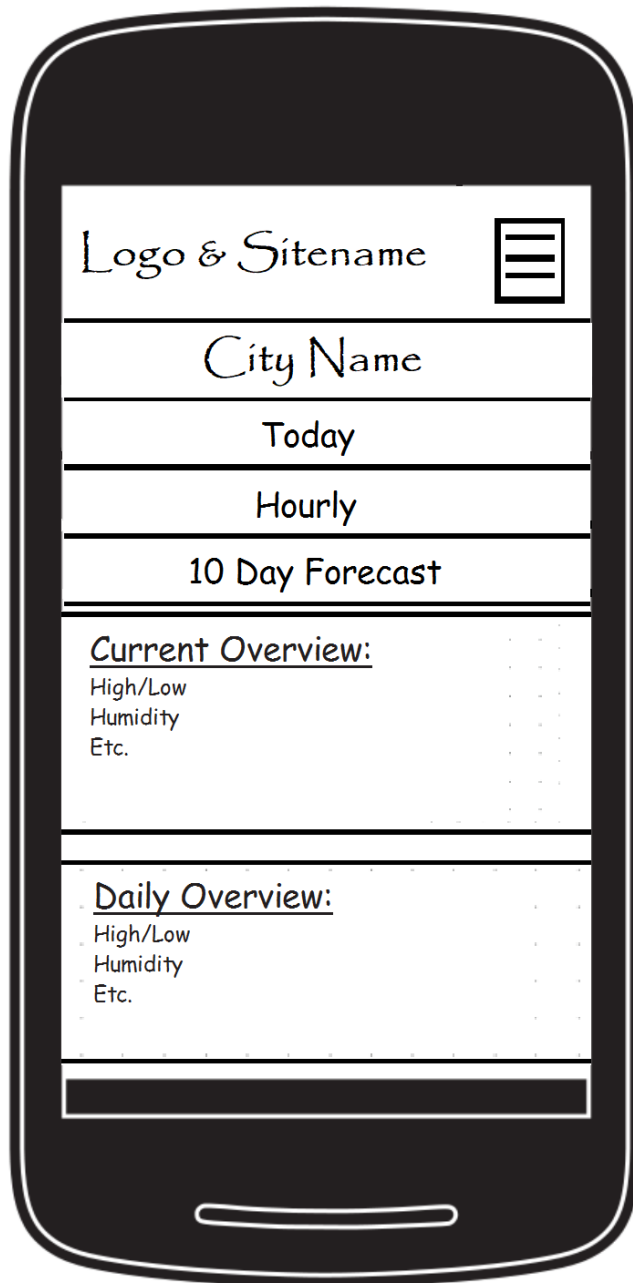 Logo & Sitename
City Name
Today
Hourly
10 Day Forecast
Current Overview:
High/Low
Humidity
Etc.
Daily Overview:
High/Low
Humidity
Etc.